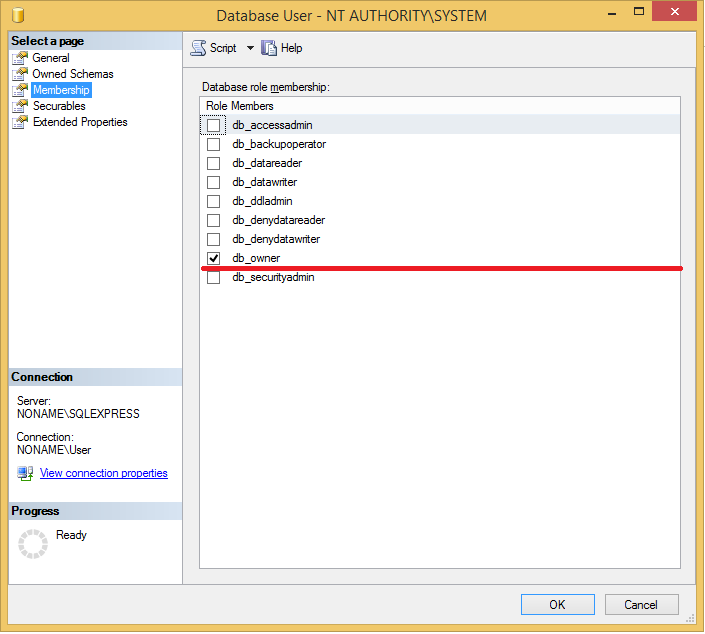 Database User - NT AUTHORITY\SYSTEM
Select a page
General
Owned Schemas
Membership
Securables
Extended Properties
Script Help
Database role membership:
Role Members
db_accessadmin
db_backupoperator
db_datareader
db_datawriter
db_ddladmin
db_denydatareader
db_denydatawriter
db_owner
db_securityadmin
Connection
Server:
NONAME\SQLEXPRESS
Connection:
NONAME\User
View connection properties
Progress
Ready
OK Cancel